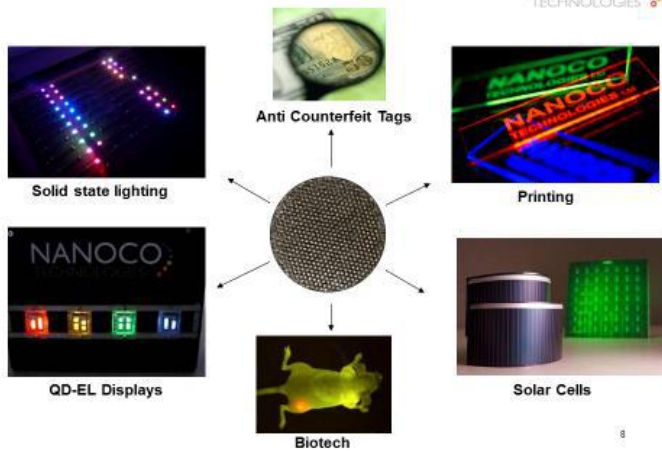 TECHNOLOGIES
Anti Counterfeit Tags
NANOCO
NANOCO
TECHNOLOGIES LTD
Solid state lighting
Printing
NANOCO
TECHNOLOGIES
QD-EL Displays
Solar Cells
Biotech
8